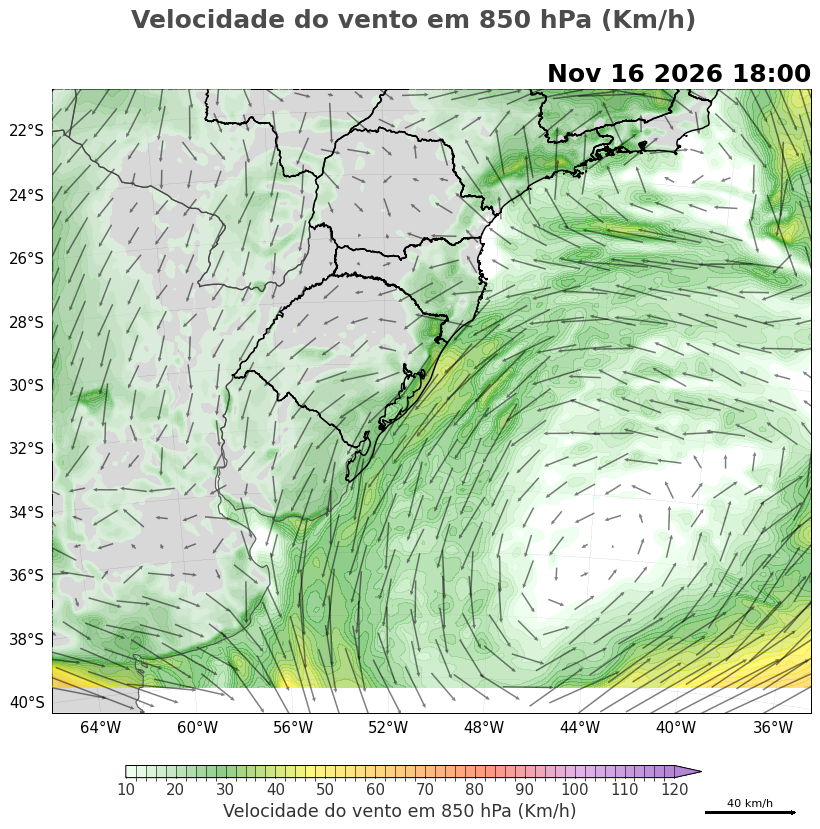 Velocidade do vento em 850 hPa (Km/h)
Nov 16 2026 18:00
22°S
24°S
26°S
28°S
30°S
32°S
34°S
36°S
38°S
40°S
64°W 60°W 56°W 52°W 48°W 44°W 40°W 36°W
10 20 30 40 50 60 70 80 90 100 110 120
Velocidade do vento em 850 hPa (Km/h)
40 km/h